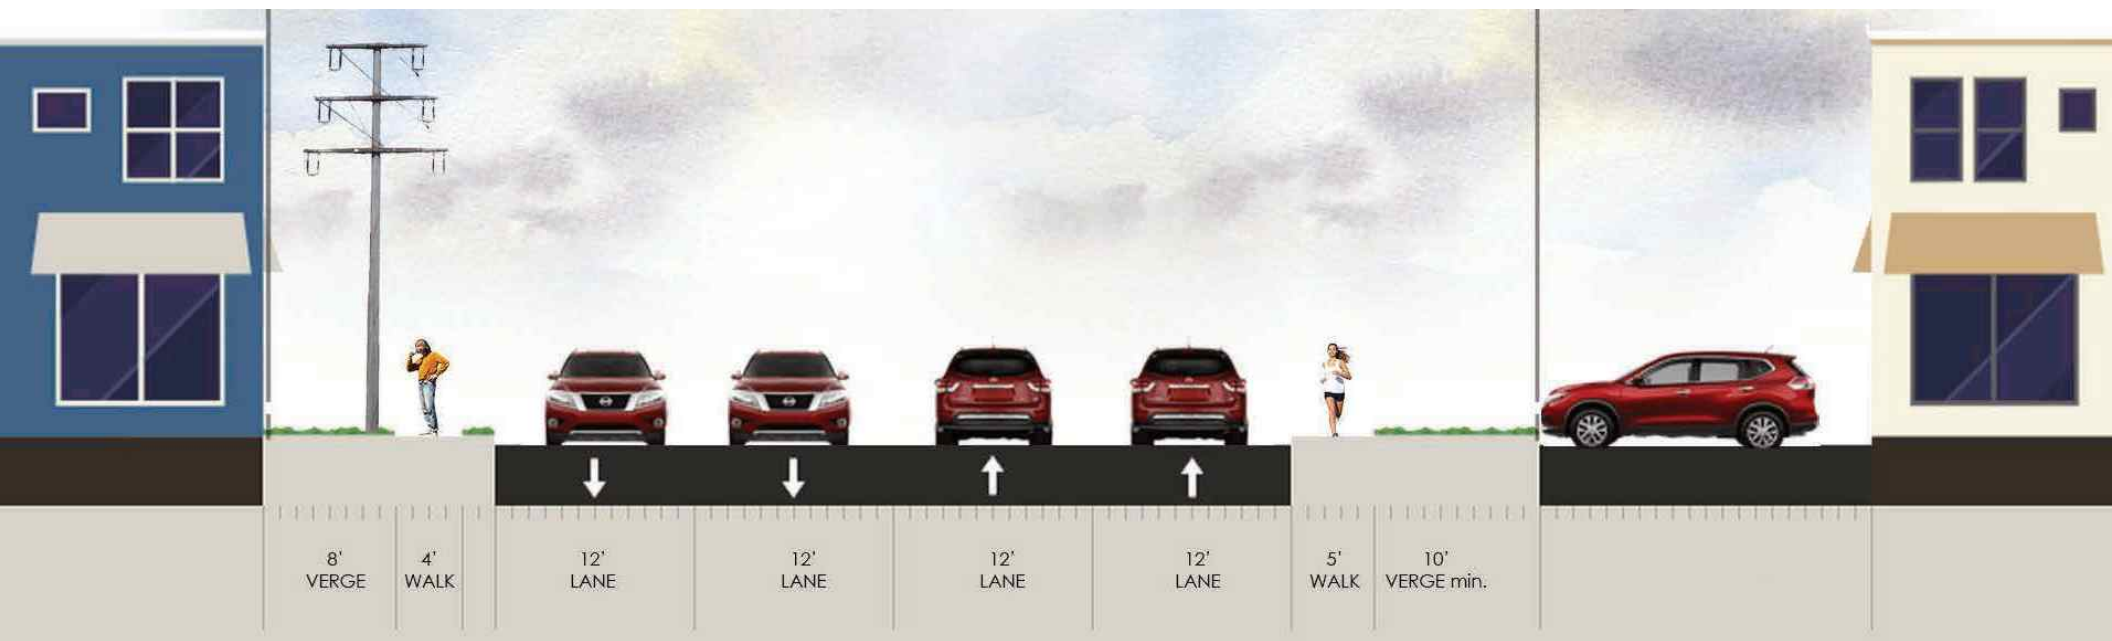 8'
VERGE
4'
WALK
12'
LANE
12'
LANE
12'
LANE
12'
LANE
5'
WALK
10'
VERGE min.